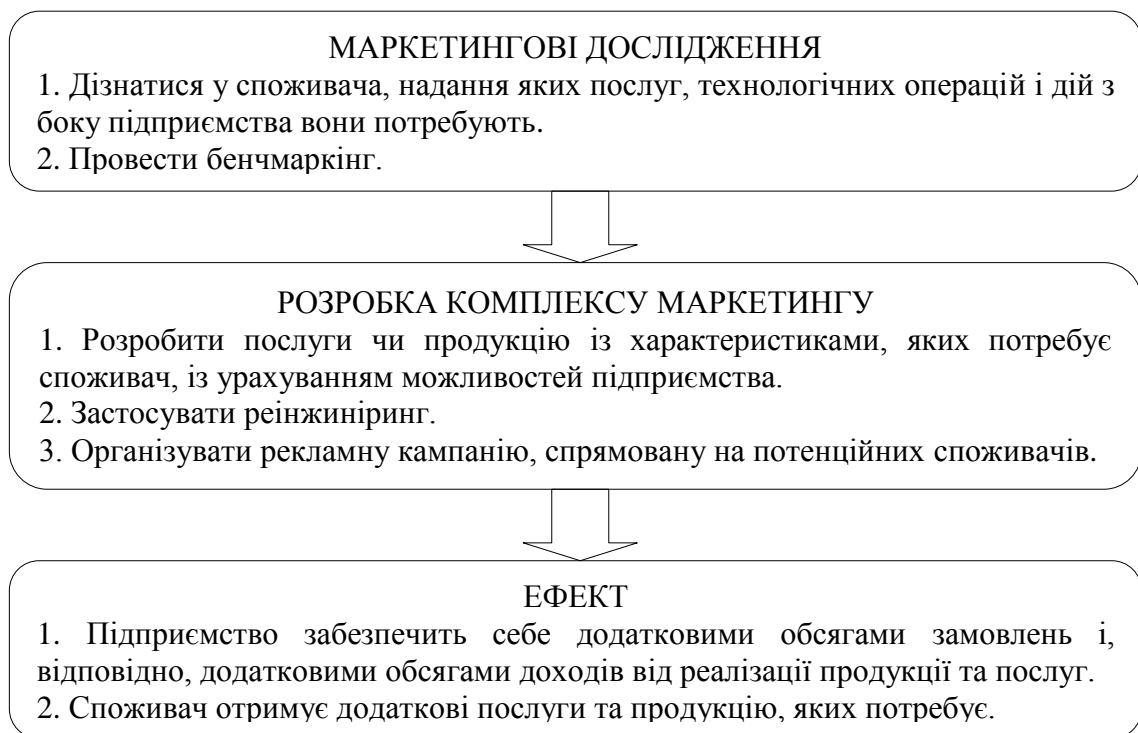 МАРКЕТИНГОВІ ДОСЛІДЖЕННЯ
1. Дізнатися у споживача, надання яких послуг, технологічних операцій і дій з
боку підприємства вони потребують.
2. Провести бенчмаркінг.
РОЗРОБКА КОМПЛЕКСУ МАРКЕТИНГУ
1. Розробити послуги чи продукцію із характеристиками, яких потребує
споживач, із урахуванням можливостей підприємства.
2. Застосувати реінжиніринг.
3. Організувати рекламну кампанію, спрямовану на потенційних споживачів.
ЕФЕКТ
1. Підприємство забезпечить себе додатковими обсягами замовлень і,
відповідно, додатковими обсягами доходів від реалізації продукції та послуг.
2. Споживач отримує додаткові послуги та продукцію, яких потребує.